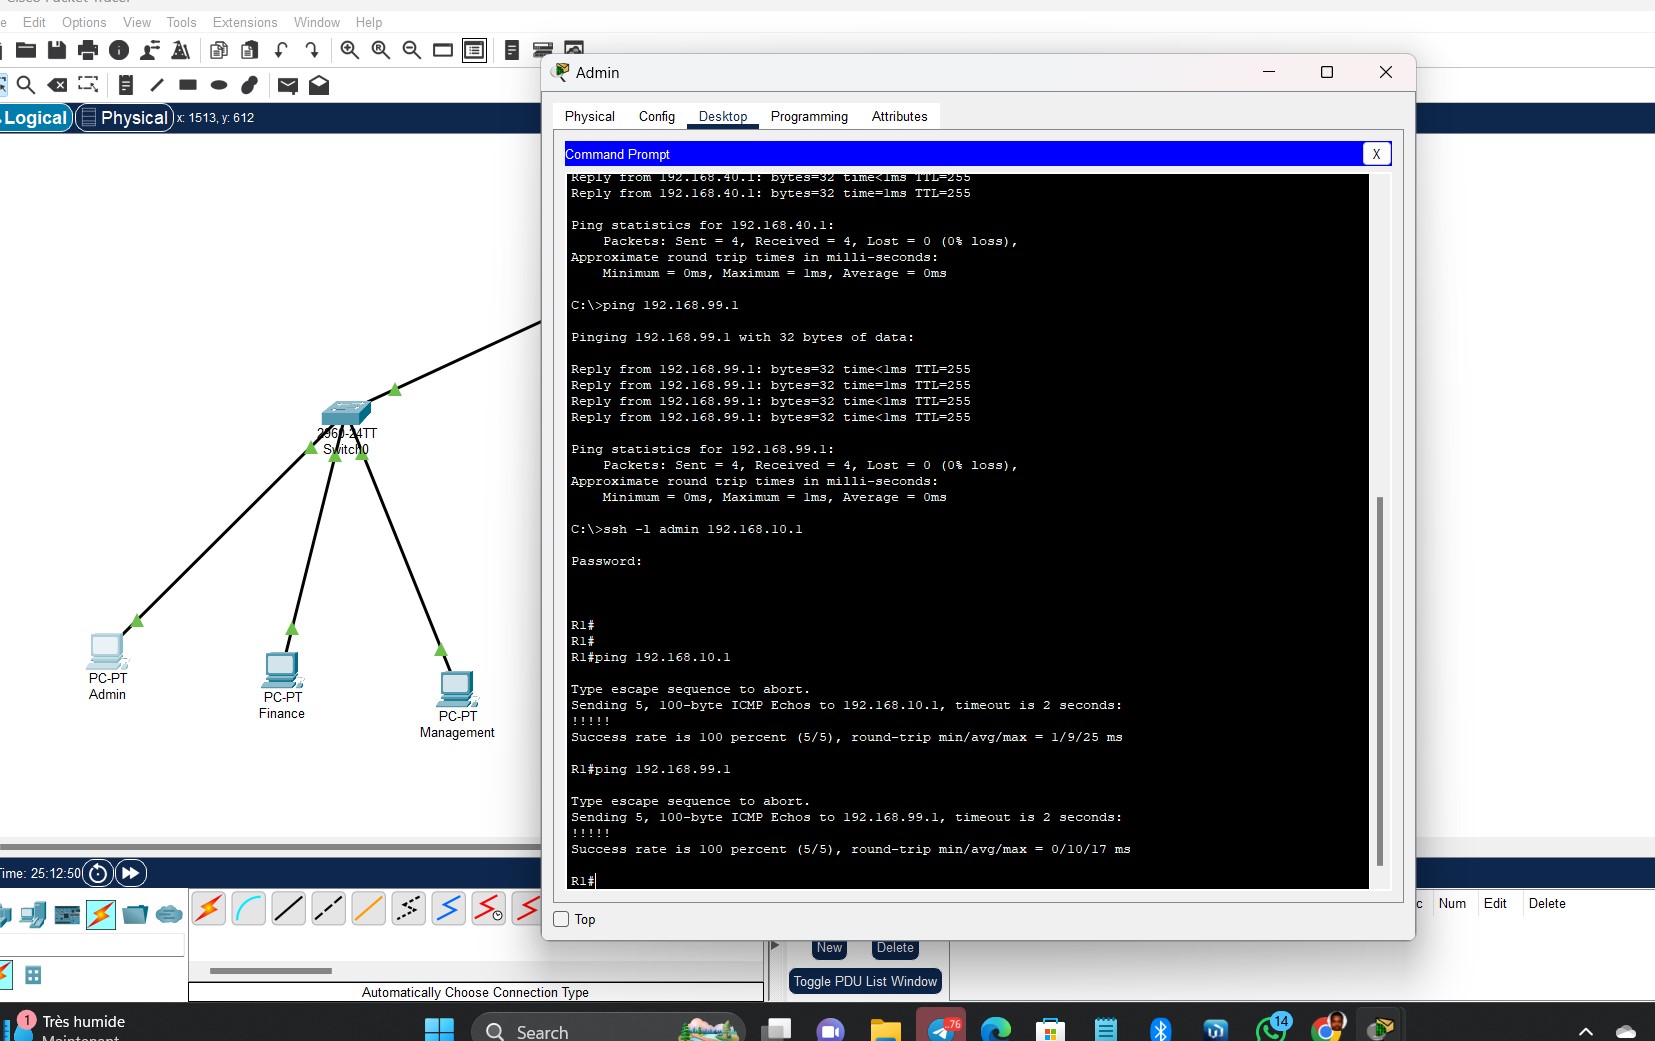 Edit Options View Tools Extensions Window Help
Logical
Physical
x: 1513, y: 612
2960-24TT
Switch0
PC-PT
Admin
PC-PT
Finance
PC-PT
Management
Admin
Physical Config Desktop Programming Attributes
Command Prompt
X
Reply from 192.168.40.1: bytes=32 time<1ms TTL=255
Reply from 192.168.40.1: bytes=32 time=1ms TTL=255
Ping statistics for 192.168.40.1:
Packets: Sent = 4, Received = 4, Lost = 0 (0% loss),
Approximate round trip times in milli-seconds:
Minimum = 0ms, Maximum = 1ms, Average = 0ms
C:\>ping 192.168.99.1
Pinging 192.168.99.1 with 32 bytes of data:
Reply from 192.168.99.1: bytes=32 time<1ms TTL=255
Reply from 192.168.99.1: bytes=32 time=1ms TTL=255
Reply from 192.168.99.1: bytes=32 time<1ms TTL=255
Reply from 192.168.99.1: bytes=32 time<1ms TTL=255
Ping statistics for 192.168.99.1:
Packets: Sent = 4, Received = 4, Lost = 0 (0% loss),
Approximate round trip times in milli-seconds:
Minimum = 0ms, Maximum = 1ms, Average = 0ms
C:\>ssh -l admin 192.168.10.1
Password:
R1#
R1#
R1#ping 192.168.10.1
Type escape sequence to abort.
Sending 5, 100-byte ICMP Echos to 192.168.10.1, timeout is 2 seconds:
!!!!!
Success rate is 100 percent (5/5), round-trip min/avg/max = 1/9/25 ms
R1#ping 192.168.99.1
Type escape sequence to abort.
Sending 5, 100-byte ICMP Echos to 192.168.99.1, timeout is 2 seconds:
!!!!!
Success rate is 100 percent (5/5), round-trip min/avg/max = 0/10/17 ms
R1#
Top
ime: 25:12:50
c Num Edit Delete
New Delete
Toggle PDU List Window
Automatically Choose Connection Type
1
Très humide
Search
76
14